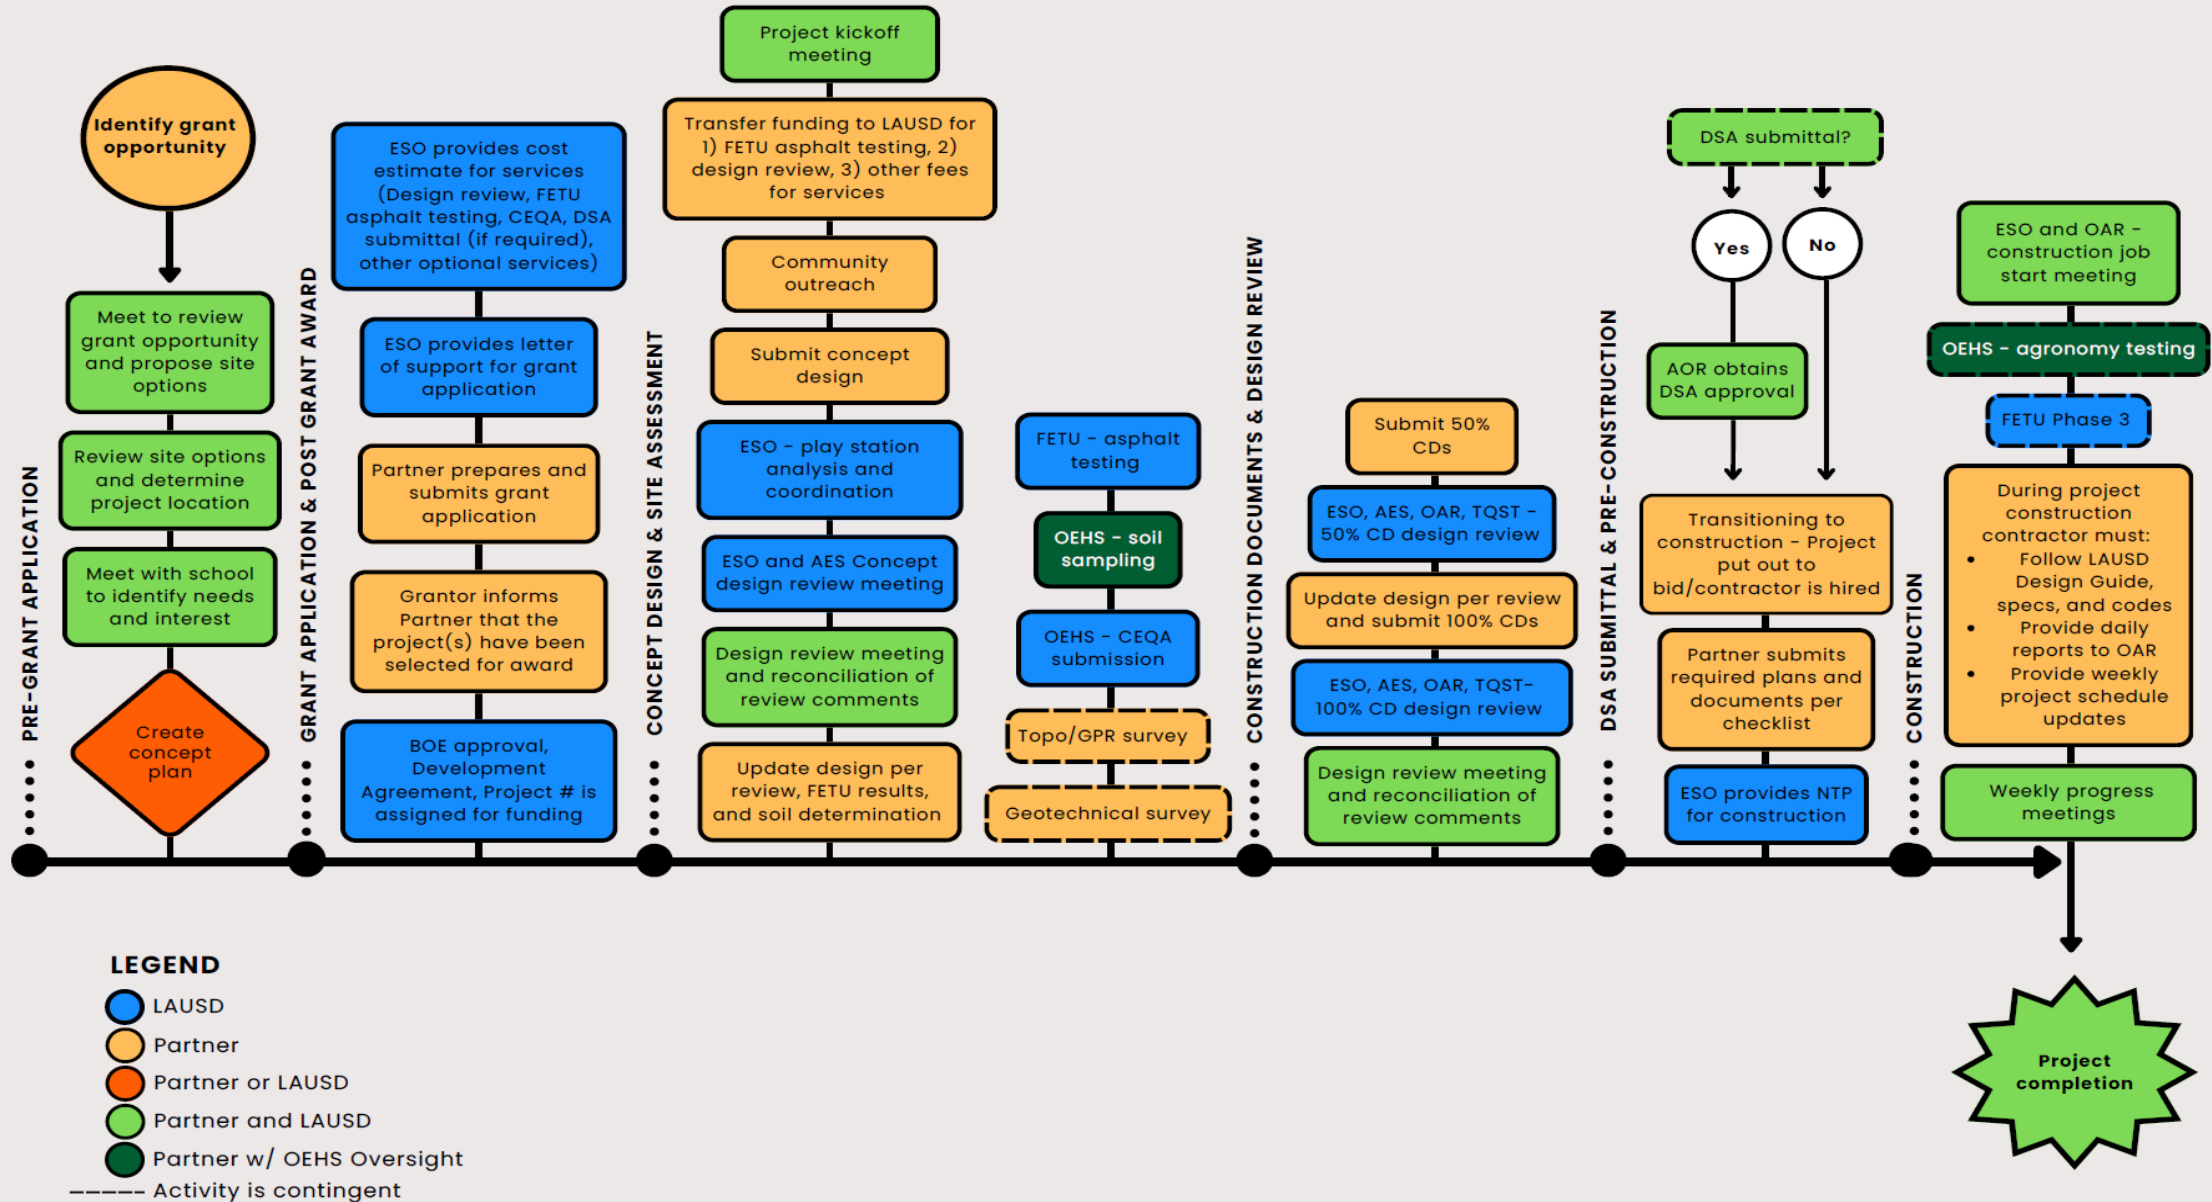 PRE-GRANT APPLICATION
Identify grant
opportunity
Meet to review
grant opportunity
and propose site
options
Review site options
and determine
project location
Meet with school
to identify needs
and interest
Create
concept
plan
GRANT APPLICATION & POST GRANT AWARD
ESO provides cost
estimate for services
(Design review, FETU
asphalt testing, CEQA, DSA
submittal (if required),
other optional services)
ESO provides letter
of support for grant
application
Partner prepares and
submits grant
application
Grantor informs
Partner that the
project(s) have been
selected for award
BOE approval,
Development
Agreement, Project # is
assigned for funding
CONCEPT DESIGN & SITE ASSESSMENT
Project kickoff
meeting
Transfer funding to LAUSD for
1) FETU asphalt testing, 2)
design review, 3) other fees
for services
Community
outreach
Submit concept
design
ESO - play station
analysis and
coordination
ESO and AES Concept
design review meeting
Design review meeting
and reconciliation of
review comments
Update design per
review, FETU results,
and soil determination
FETU - asphalt
testing
OEHS - soil
sampling
OEHS - CEQA
submission
Topo/GPR survey
Geotechnical survey
CONSTRUCTION DOCUMENTS & DESIGN REVIEW
Submit 50%
CDs
ESO, AES, OAR, TQST -
50% CD design review
Update design per review
and submit 100% CDs
ESO, AES, OAR, TQST-
100% CD design review
Design review meeting
and reconciliation of
review comments
DSA SUBMITTAL & PRE-CONSTRUCTION
DSA submittal?
Yes
No
AOR obtains
DSA approval
Transitioning to
construction - Project
put out to
bid/contractor is hired
Partner submits
required plans and
documents per
checklist
ESO provides NTP
for construction
CONSTRUCTION
ESO and OAR -
construction job
start meeting
OEHS - agronomy testing
FETU Phase 3
During project
construction
contractor must:
• Follow LAUSD
Design Guide,
specs, and codes
• Provide daily
reports to OAR
• Provide weekly
project schedule
updates
Weekly progress
meetings
Project
completion
LEGEND
LAUSD
Partner
Partner or LAUSD
Partner and LAUSD
Partner w/ OEHS Oversight
Activity is contingent